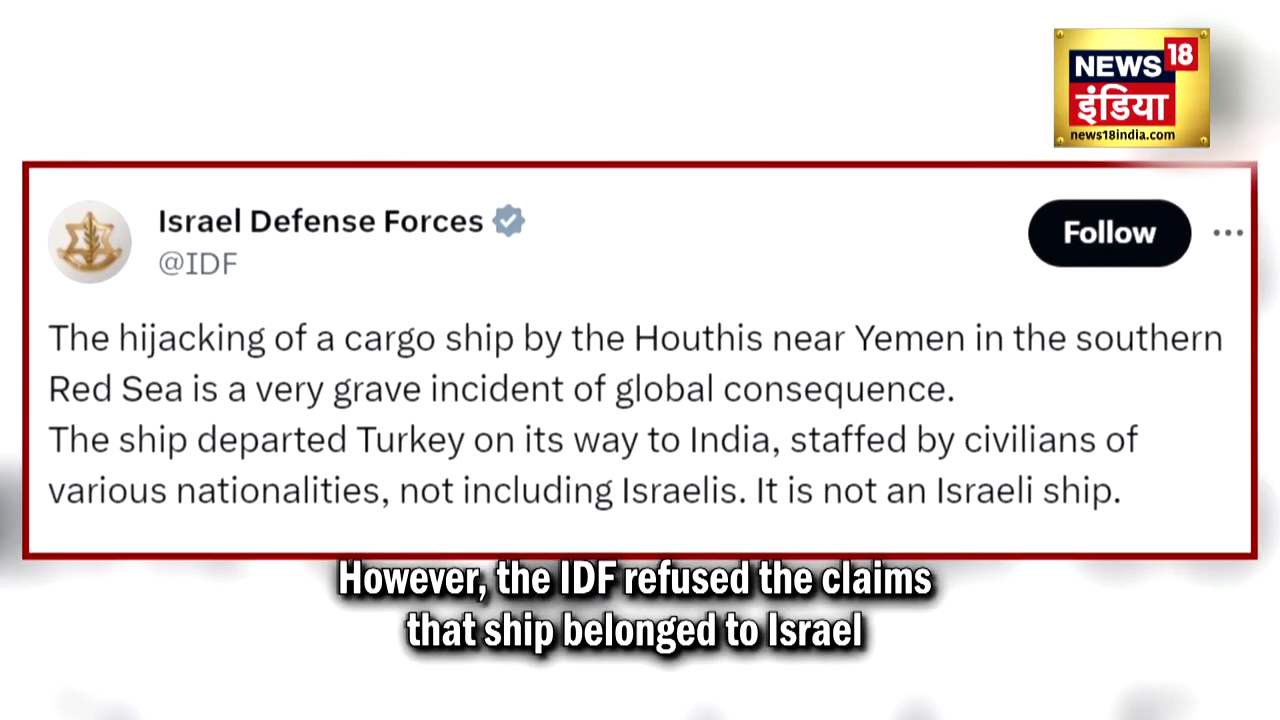 NEWS 18
इंडिया
news18india.com
Israel Defense Forces
@IDF
Follow
The hijacking of a cargo ship by the Houthis near Yemen in the southern
Red Sea is a very grave incident of global consequence.
The ship departed Turkey on its way to India, staffed by civilians of
various nationalities, not including Israelis. It is not an Israeli ship.
However, the IDF refused the claims
that ship belonged to Israel